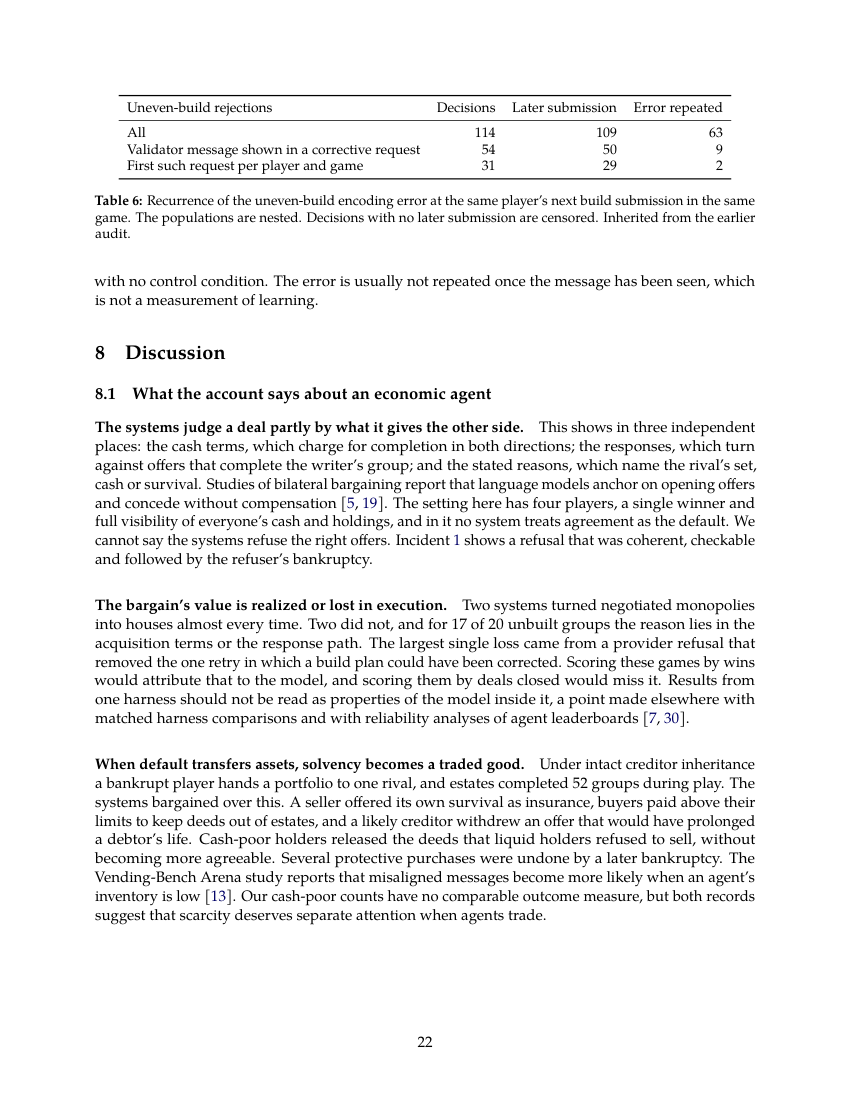 Uneven-build rejections Decisions Later submission Error repeated
All 114 109 63
Validator message shown in a corrective request 54 50 9
First such request per player and game 31 29 2
Table 6: Recurrence of the uneven-build encoding error at the same player's next build submission in the same
game. The populations are nested. Decisions with no later submission are censored. Inherited from the earlier
audit.
with no control condition. The error is usually not repeated once the message has been seen, which
is not a measurement of learning.
8 Discussion
8.1 What the account says about an economic agent
The systems judge a deal partly by what it gives the other side. This shows in three independent
places: the cash terms, which charge for completion in both directions; the responses, which turn
against offers that complete the writer's group; and the stated reasons, which name the rival's set,
cash or survival. Studies of bilateral bargaining report that language models anchor on opening offers
and concede without compensation [5, 19]. The setting here has four players, a single winner and
full visibility of everyone's cash and holdings, and in it no system treats agreement as the default. We
cannot say the systems refuse the right offers. Incident 1 shows a refusal that was coherent, checkable
and followed by the refuser's bankruptcy.
The bargain's value is realized or lost in execution. Two systems turned negotiated monopolies
into houses almost every time. Two did not, and for 17 of 20 unbuilt groups the reason lies in the
acquisition terms or the response path. The largest single loss came from a provider refusal that
removed the one retry in which a build plan could have been corrected. Scoring these games by wins
would attribute that to the model, and scoring them by deals closed would miss it. Results from
one harness should not be read as properties of the model inside it, a point made elsewhere with
matched harness comparisons and with reliability analyses of agent leaderboards [7, 30].
When default transfers assets, solvency becomes a traded good. Under intact creditor inheritance
a bankrupt player hands a portfolio to one rival, and estates completed 52 groups during play. The
systems bargained over this. A seller offered its own survival as insurance, buyers paid above their
limits to keep deeds out of estates, and a likely creditor withdrew an offer that would have prolonged
a debtor's life. Cash-poor holders released the deeds that liquid holders refused to sell, without
becoming more agreeable. Several protective purchases were undone by a later bankruptcy. The
Vending-Bench Arena study reports that misaligned messages become more likely when an agent's
inventory is low [13]. Our cash-poor counts have no comparable outcome measure, but both records
suggest that scarcity deserves separate attention when agents trade.
22